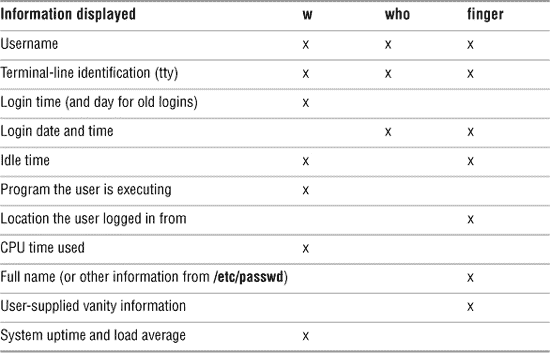 Information displayed w who finger
Username x x x
Terminal-line identification (tty) x x x
Login time (and day for old logins) x
Login date and time x x
Idle time x x
Program the user is executing x
Location the user logged in from x
CPU time used x
Full name (or other information from /etc/passwd) x
User-supplied vanity information x
System uptime and load average x